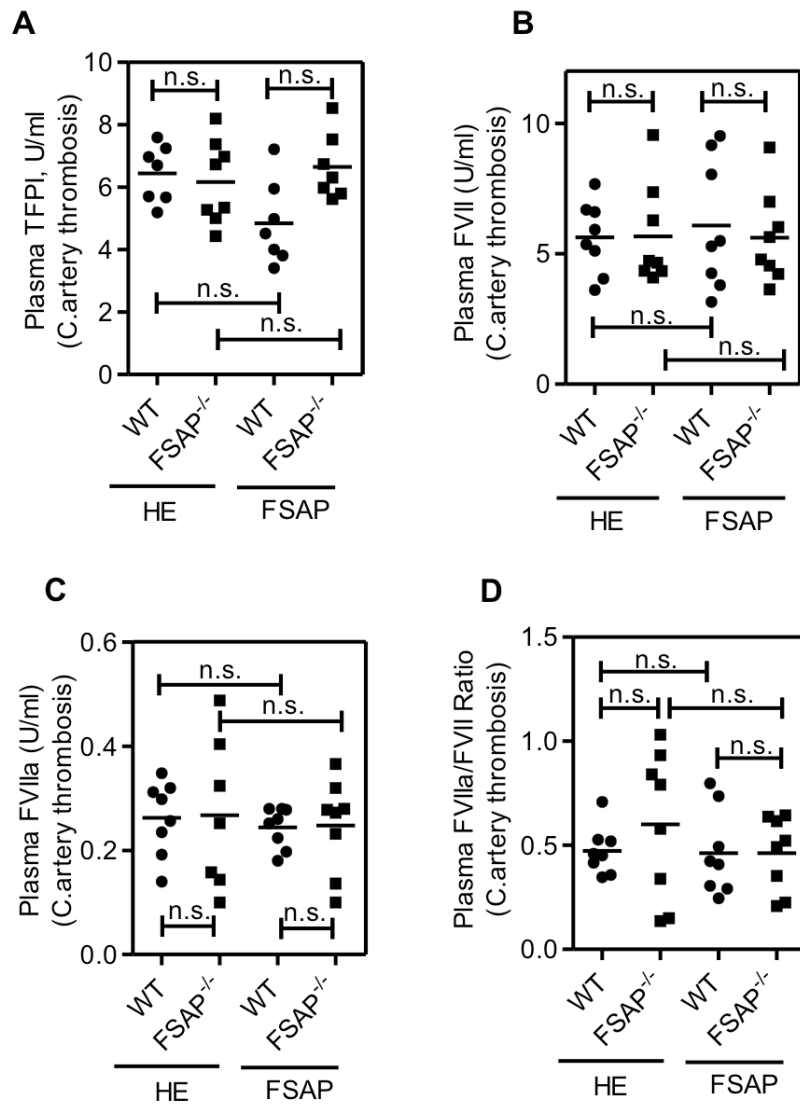 A
Plasma TFPI, U/ml
(C.artery thrombosis)
10
8
6
4
2
0
n.s.
n.s.
n.s.
n.s.
WT
FSAP-/-
WT
FSAP-/-
HE
FSAP
B
Plasma FVII (U/ml)
(C.artery thrombosis)
10
5
0
n.s.
n.s.
n.s.
n.s.
WT
FSAP-/-
WT
FSAP-/-
HE
FSAP
C
Plasma FVIIa (U/ml)
(C.artery thrombosis)
0.6
0.4
0.2
0.0
n.s.
n.s.
n.s.
n.s.
WT
FSAP-/-
WT
FSAP-/-
HE
FSAP
D
Plasma FVIIa/FVII Ratio
(C.artery thrombosis)
1.5
1.0
0.5
0.0
n.s.
n.s.
n.s.
n.s.
WT
FSAP-/-
WT
FSAP-/-
HE
FSAP